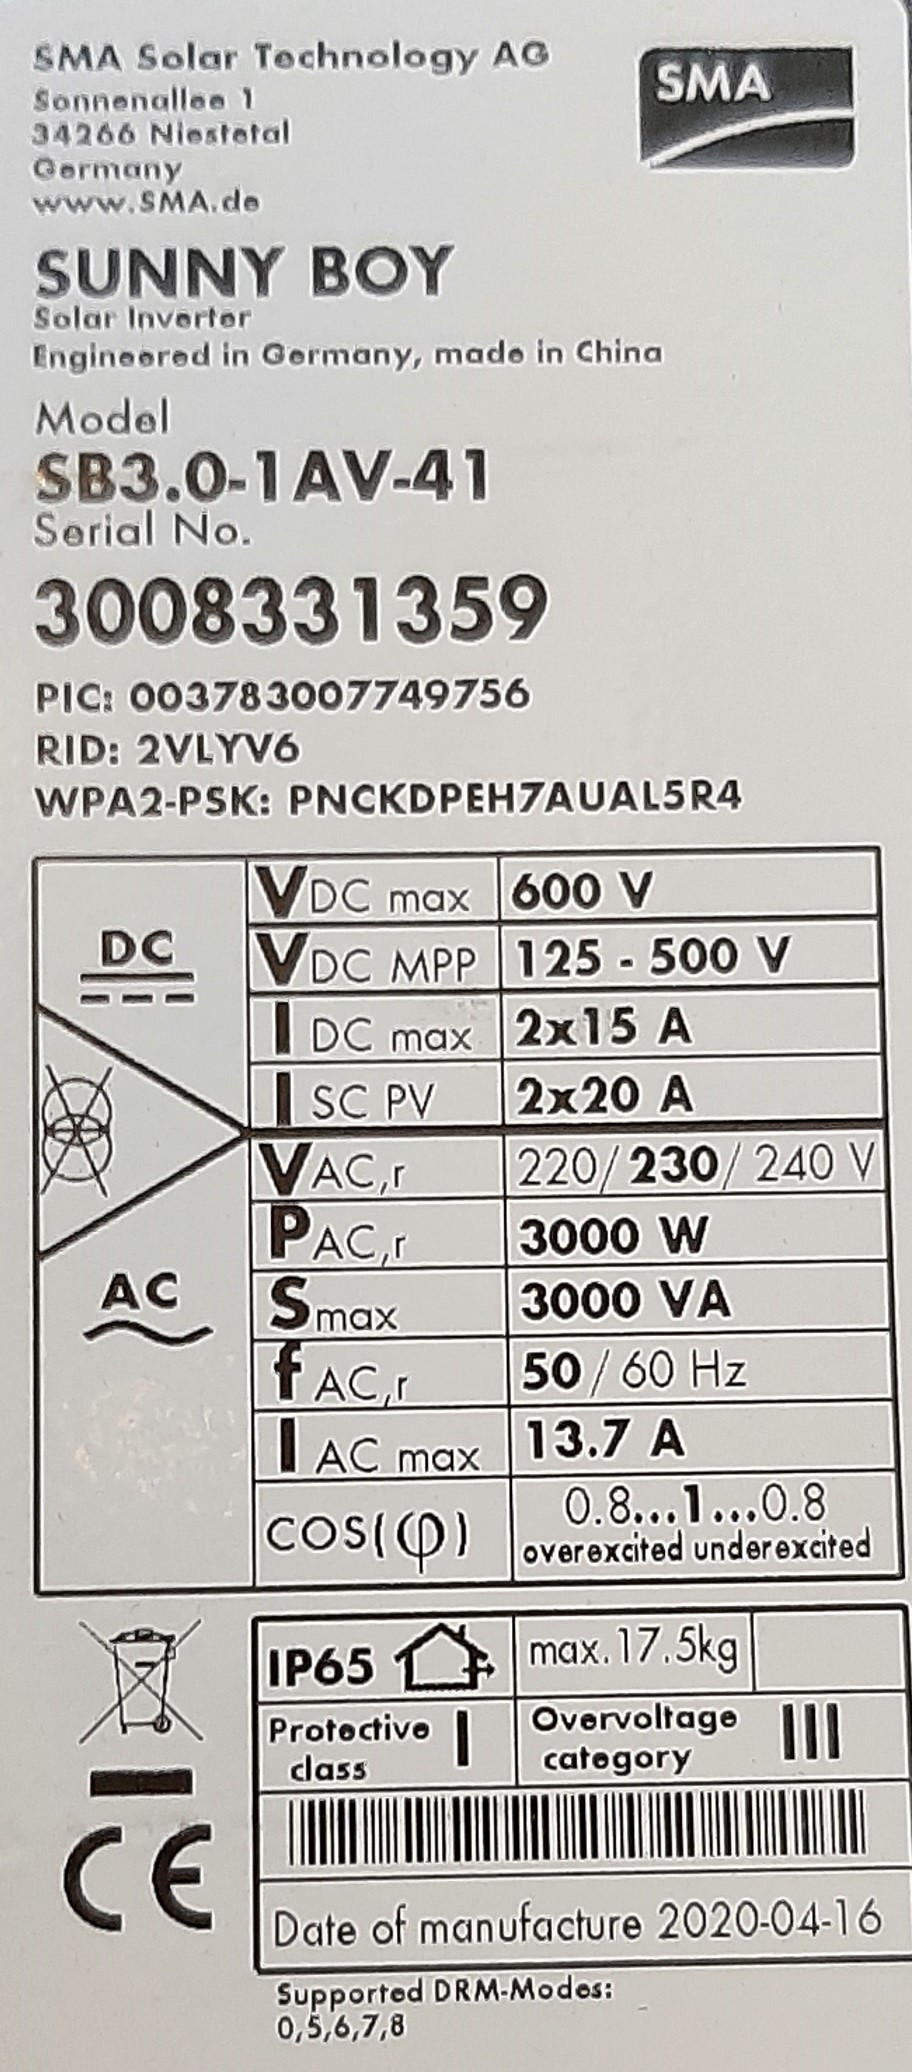 SMA Solar Technology AG
SMA
Sonnenallee 1
34266 Niestetal
Germany
www.SMA.de
SUNNY BOY
Solar Inverter
Engineered in Germany, made in China
Model
SB3.0-1AV-41
Serial No.
3008331359
PIC: 003783007749756
RID: 2VLYV6
WPA2-PSK: PNCKDPEH7AUAL5R4
DC
VDC max 600 V
VDC MPP 125 - 500 V
I DC max 2x15 A
I SC PV 2x20 A
AC
VAC,r 220/ 230/ 240 V
PAC,r 3000 W
Smax 3000 VA
f AC,r 50 / 60 Hz
I AC max 13.7 A
COS(φ) 0.8...1...0.8
overexcited underexcited
IP65 max. 17.5kg
Protective class I
Overvoltage category III
CE
Date of manufacture 2020-04-16
Supported DRM-Modes:
0,5,6,7,8